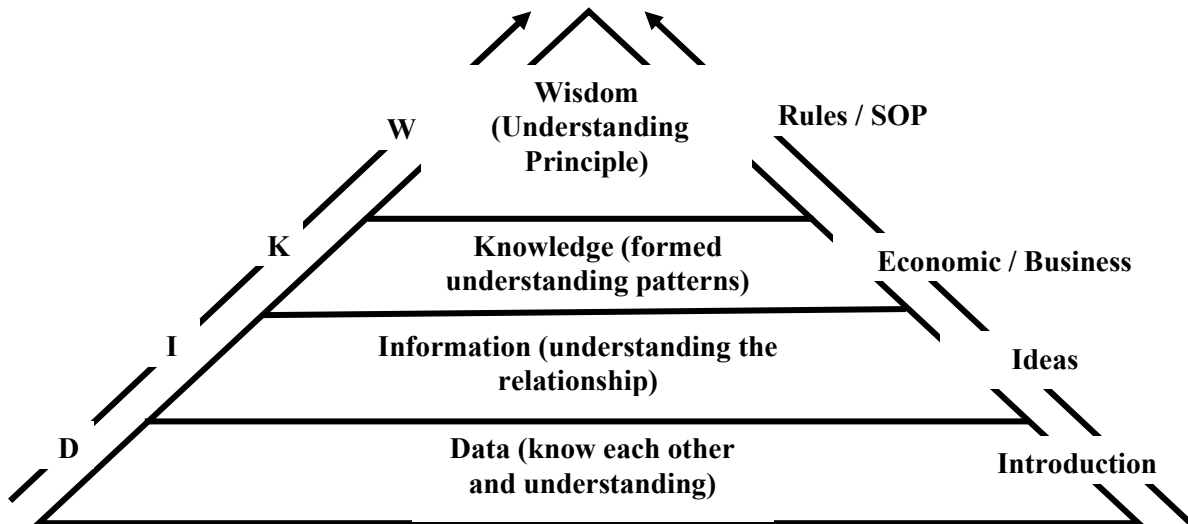 Wisdom
(Understanding
Principle)
W
Rules / SOP
K
Knowledge (formed
understanding patterns)
Economic / Business
I
Information (understanding the
relationship)
Ideas
D
Data (know each other
and understanding)
Introduction